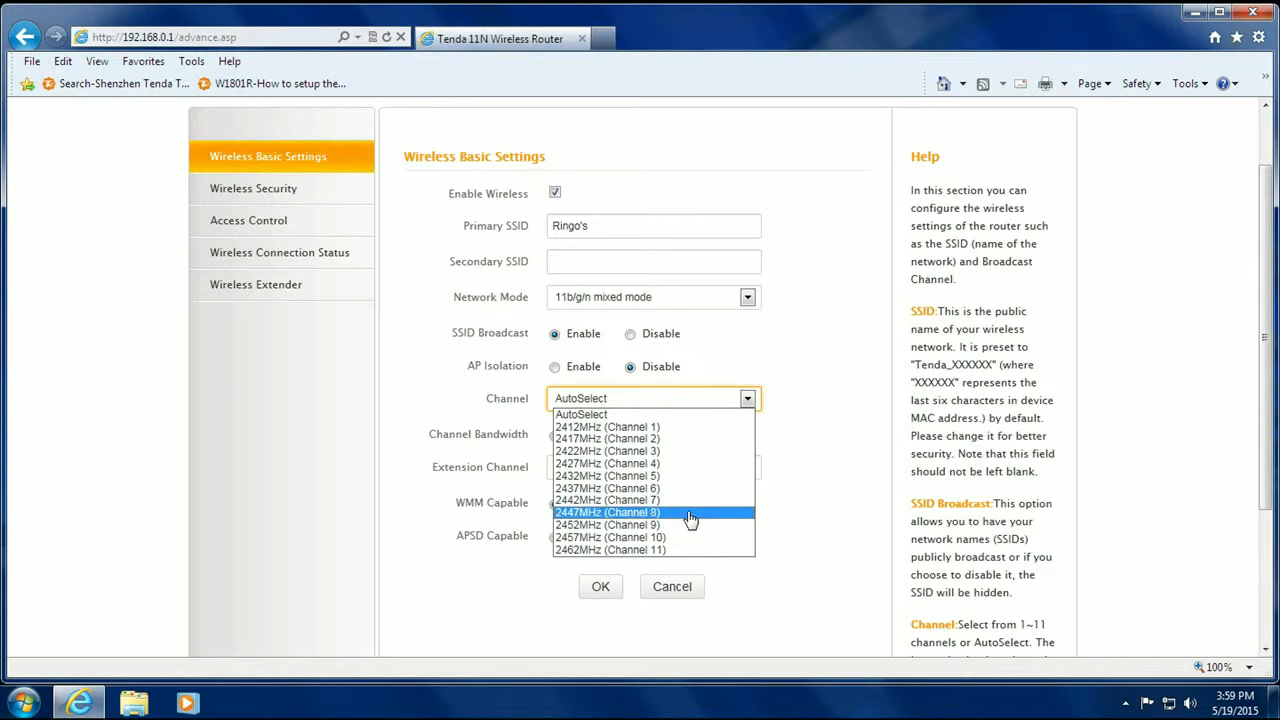 http://192.168.0.1/advance.asp
Tenda 11N Wireless Router
File Edit View Favorites Tools Help
Search-Shenzhen Tenda T... W1801R-How to setup the...
Page Safety Tools
Wireless Basic Settings
Wireless Security
Access Control
Wireless Connection Status
Wireless Extender
Wireless Basic Settings
Enable Wireless
Primary SSID Ringo's
Secondary SSID
Network Mode 11b/g/n mixed mode
SSID Broadcast Enable Disable
AP Isolation Enable Disable
Channel AutoSelect
AutoSelect
2412MHz (Channel 1)
2417MHz (Channel 2)
2422MHz (Channel 3)
2427MHz (Channel 4)
2432MHz (Channel 5)
2437MHz (Channel 6)
2442MHz (Channel 7)
2447MHz (Channel 8)
2452MHz (Channel 9)
2457MHz (Channel 10)
2462MHz (Channel 11)
Channel Bandwidth
Extension Channel
WMM Capable
APSD Capable
OK Cancel
Help
In this section you can
configure the wireless
settings of the router such
as the SSID (name of the
network) and Broadcast
Channel.
SSID:This is the public
name of your wireless
network. It is preset to
"Tenda_XXXXXX" (where
"XXXXXX" represents the
last six characters in device
MAC address.) by default.
Please change it for better
security. Note that this field
should not be left blank.
SSID Broadcast:This option
allows you to have your
network names (SSIDs)
publicly broadcast or if you
choose to disable it, the
SSID will be hidden.
Channel:Select from 1~11
channels or AutoSelect. The
100%
3:59 PM
5/19/2015